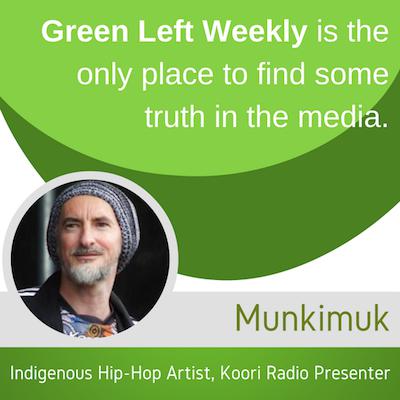 Green Left Weekly is the
only place to find some
truth in the media.
Munkimuk
Indigenous Hip-Hop Artist, Koori Radio Presenter